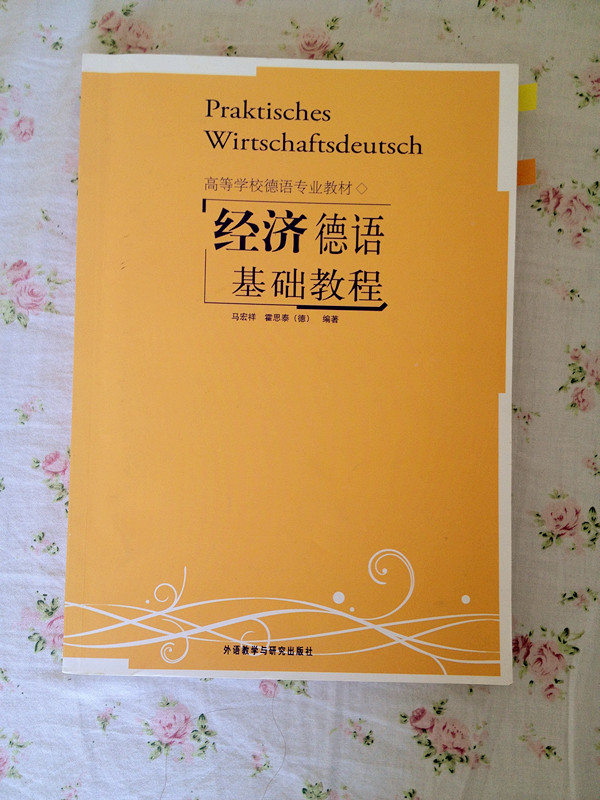 Praktisches
Wirtschaftsdeutsch
高等学校德语专业教材◇
经济德语
基础教程
马宏祥 霍思泰（德） 编著
外语教学与研究出版社